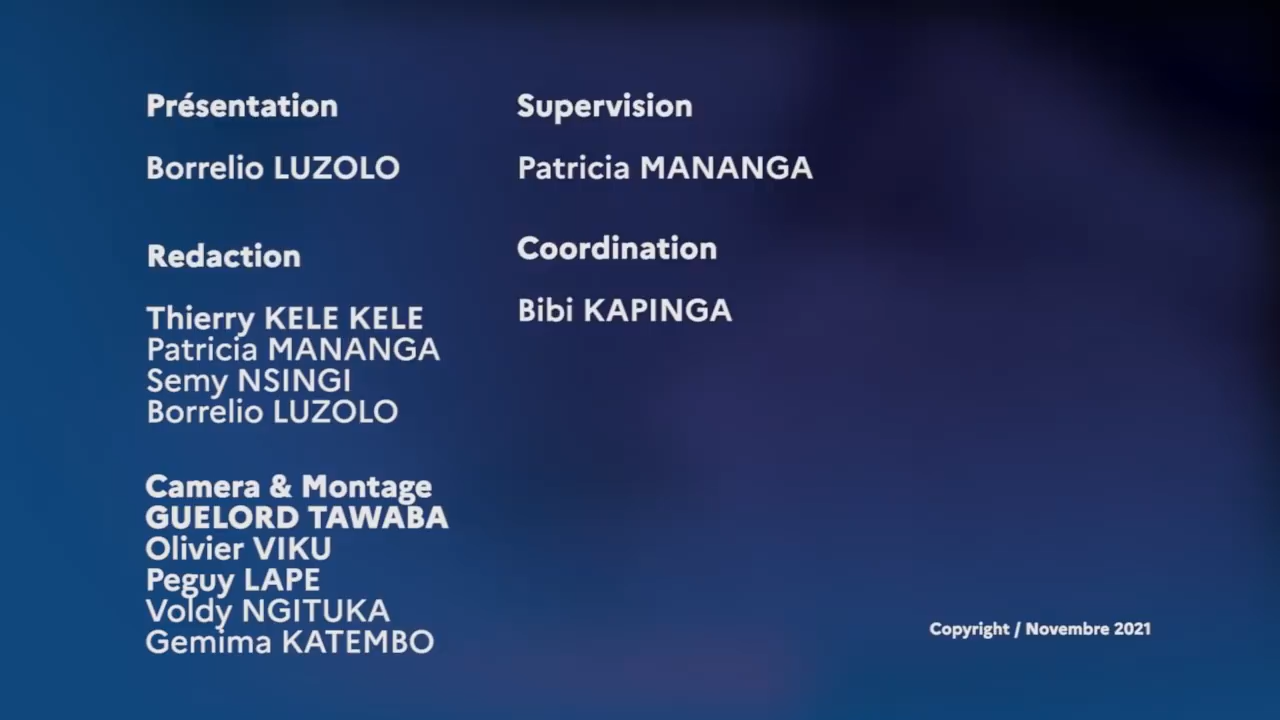 Présentation
Borrelio LUZOLO
Redaction
Thierry KELE KELE
Patricia MANANGA
Semy NSINGI
Borrelio LUZOLO
Camera & Montage
GUELORD TAWABA
Olivier VIKU
Peguy LAPE
Voldy NGITUKA
Gemima KATEMBO
Supervision
Patricia MANANGA
Coordination
Bibi KAPINGA
Copyright / Novembre 2021